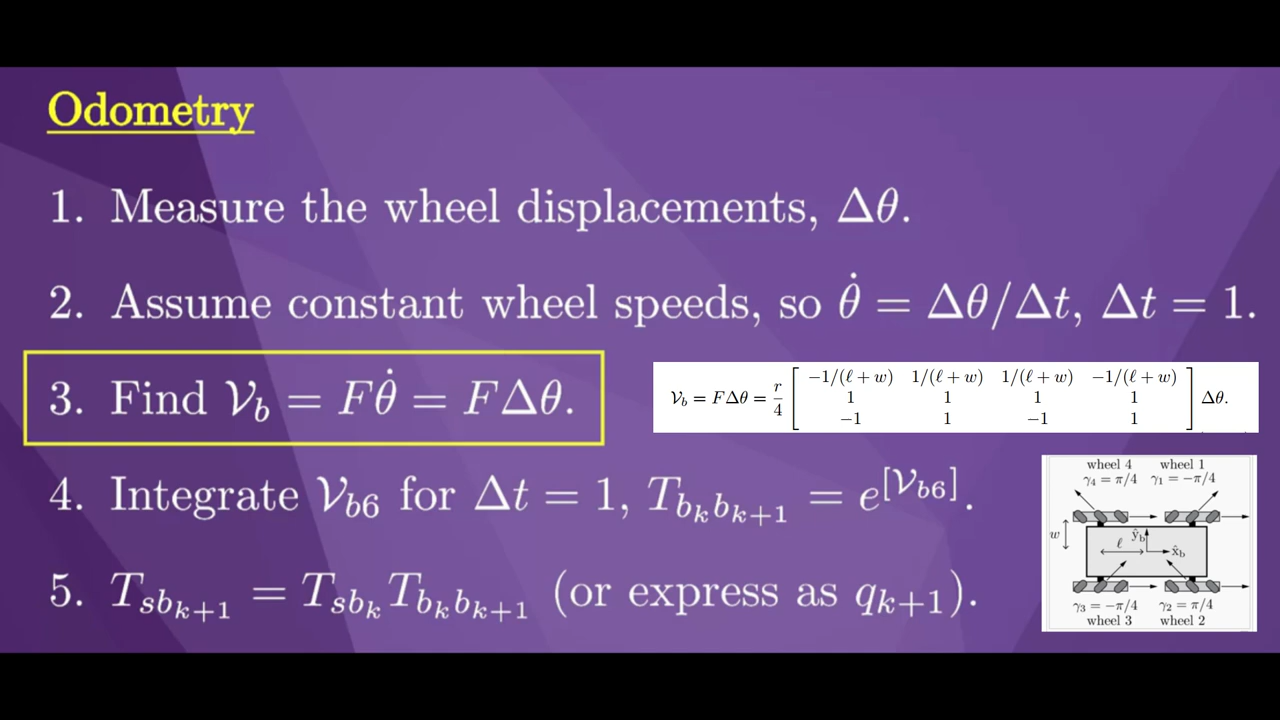 Odometry
1. Measure the wheel displacements, Δθ.
2. Assume constant wheel speeds, so θ̇ = Δθ/Δt, Δt = 1.
3. Find 𝒱_b = Fθ̇ = FΔθ.
𝒱_b = FΔθ = r/4 [ −1/(ℓ + w) 1/(ℓ + w) 1/(ℓ + w) −1/(ℓ + w)
1 1 1 1
−1 1 −1 1 ] Δθ.
4. Integrate 𝒱_{b6} for Δt = 1, T_{b_k b_{k+1}} = e^{[𝒱_{b6}]}.
5. T_{sb_{k+1}} = T_{sb_k} T_{b_k b_{k+1}} (or express as q_{k+1}).
wheel 4 wheel 1
γ₄ = π/4 γ₁ = −π/4
w
ℓ ŷ_b x̂_b
γ₃ = −π/4 γ₂ = π/4
wheel 3 wheel 2